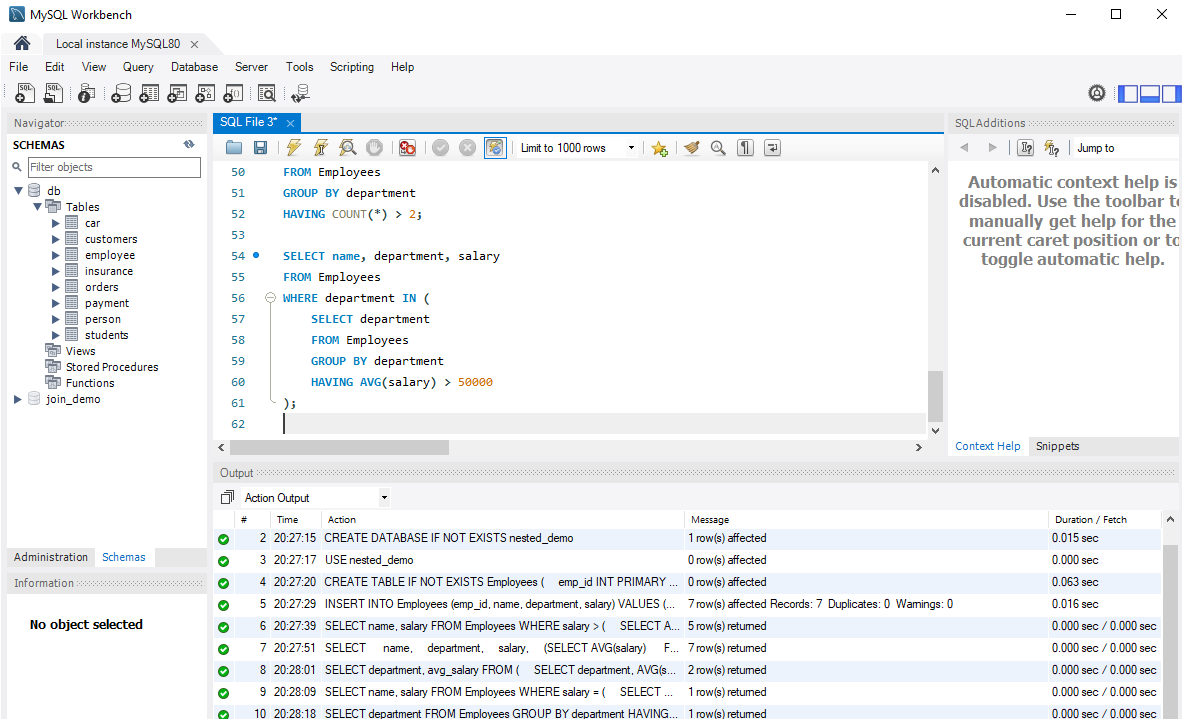 MySQL Workbench
Local instance MySQL80
File Edit View Query Database Server Tools Scripting Help
Navigator
SCHEMAS
Filter objects
db
Tables
car
customers
employee
insurance
orders
payment
person
students
Views
Stored Procedures
Functions
join_demo
Administration Schemas
Information
No object selected
SQL File 3*
Limit to 1000 rows
50 FROM Employees
51 GROUP BY department
52 HAVING COUNT(*) > 2;
53
54 SELECT name, department, salary
55 FROM Employees
56 WHERE department IN (
57 SELECT department
58 FROM Employees
59 GROUP BY department
60 HAVING AVG(salary) > 50000
61 );
62
SQLAdditions
Jump to
Automatic context help is
disabled. Use the toolbar to
manually get help for the
current caret position or to
toggle automatic help.
Context Help Snippets
Output
Action Output
# Time Action Message Duration / Fetch
2 20:27:15 CREATE DATABASE IF NOT EXISTS nested_demo 1 row(s) affected 0.015 sec
3 20:27:17 USE nested_demo 0 row(s) affected 0.000 sec
4 20:27:20 CREATE TABLE IF NOT EXISTS Employees ( emp_id INT PRIMARY ... 0 row(s) affected 0.063 sec
5 20:27:29 INSERT INTO Employees (emp_id, name, department, salary) VALUES (... 7 row(s) affected Records: 7 Duplicates: 0 Warnings: 0 0.016 sec
6 20:27:39 SELECT name, salary FROM Employees WHERE salary > ( SELECT A... 5 row(s) returned 0.000 sec / 0.000 sec
7 20:27:51 SELECT name, department, salary, (SELECT AVG(salary) F... 7 row(s) returned 0.000 sec / 0.000 sec
8 20:28:01 SELECT department, avg_salary FROM ( SELECT department, AVG(s... 2 row(s) returned 0.000 sec / 0.000 sec
9 20:28:09 SELECT name, salary FROM Employees WHERE salary = ( SELECT ... 1 row(s) returned 0.000 sec / 0.000 sec
10 20:28:18 SELECT department FROM Employees GROUP BY department HAVING... 1 row(s) returned 0.000 sec / 0.000 sec